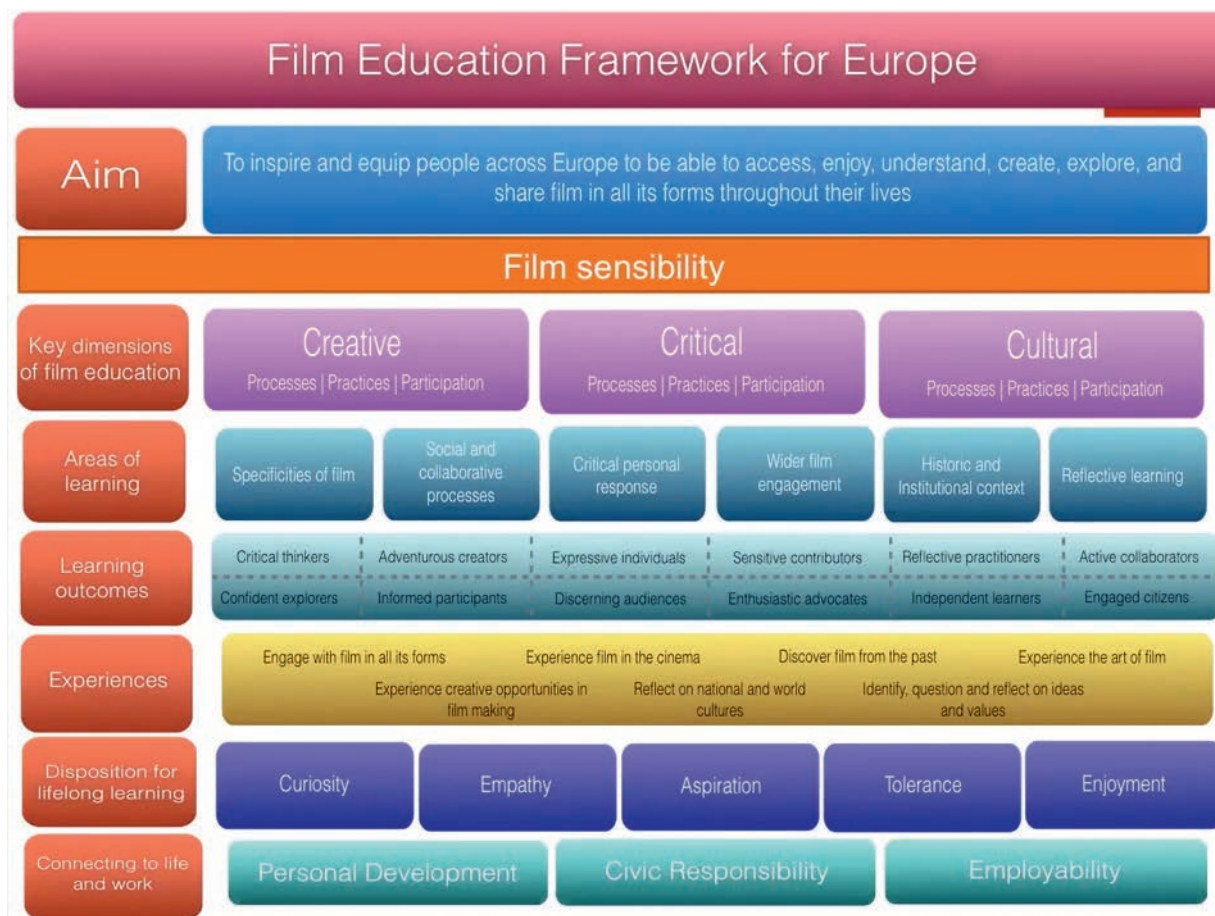 Film Education Framework for Europe
Aim
To inspire and equip people across Europe to be able to access, enjoy, understand, create, explore, and
share film in all its forms throughout their lives
Film sensibility
Key dimensions
of film education
Creative
Processes | Practices | Participation
Critical
Processes | Practices | Participation
Cultural
Processes | Practices | Participation
Areas of
learning
Specificities of film
Social and
collaborative
processes
Critical personal
response
Wider film
engagement
Historic and
Institutional context
Reflective learning
Learning
outcomes
Critical thinkers
Adventurous creators
Expressive individuals
Sensitive contributors
Reflective practitioners
Active collaborators
Confident explorers
Informed participants
Discerning audiences
Enthusiastic advocates
Independent learners
Engaged citizens
Experiences
Engage with film in all its forms
Experience film in the cinema
Discover film from the past
Experience the art of film
Experience creative opportunities in
film making
Reflect on national and world
cultures
Identify, question and reflect on ideas
and values
Disposition for
lifelong learning
Curiosity
Empathy
Aspiration
Tolerance
Enjoyment
Connecting to life
and work
Personal Development
Civic Responsibility
Employability